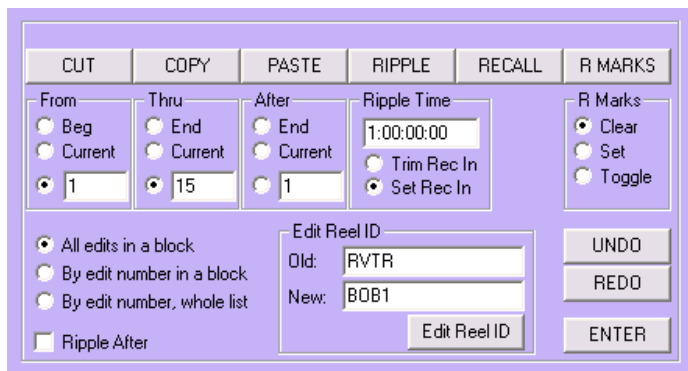 CUT COPY PASTE RIPPLE RECALL R MARKS
From Thru After Ripple Time R Marks
Beg End End 1:00:00:00 Clear
Current Current Current Trim Rec In Set
1 15 1 Set Rec In Toggle
All edits in a block
By edit number in a block
By edit number, whole list
Ripple After
Edit Reel ID
Old: RVTR
New: BOB1
Edit Reel ID
UNDO
REDO
ENTER